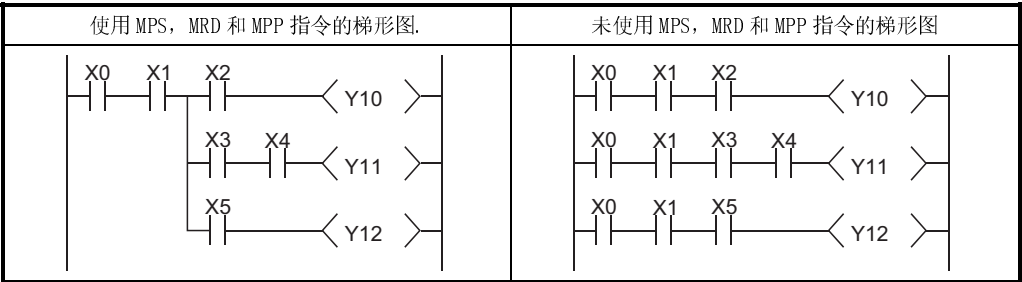 使用 MPS，MRD 和 MPP 指令的梯形图.
未使用 MPS，MRD 和 MPP 指令的梯形图
X0 X1 X2
Y10
X3 X4
Y11
X5
Y12
X0 X1 X2
Y10
X0 X1 X3 X4
Y11
X0 X1 X5
Y12